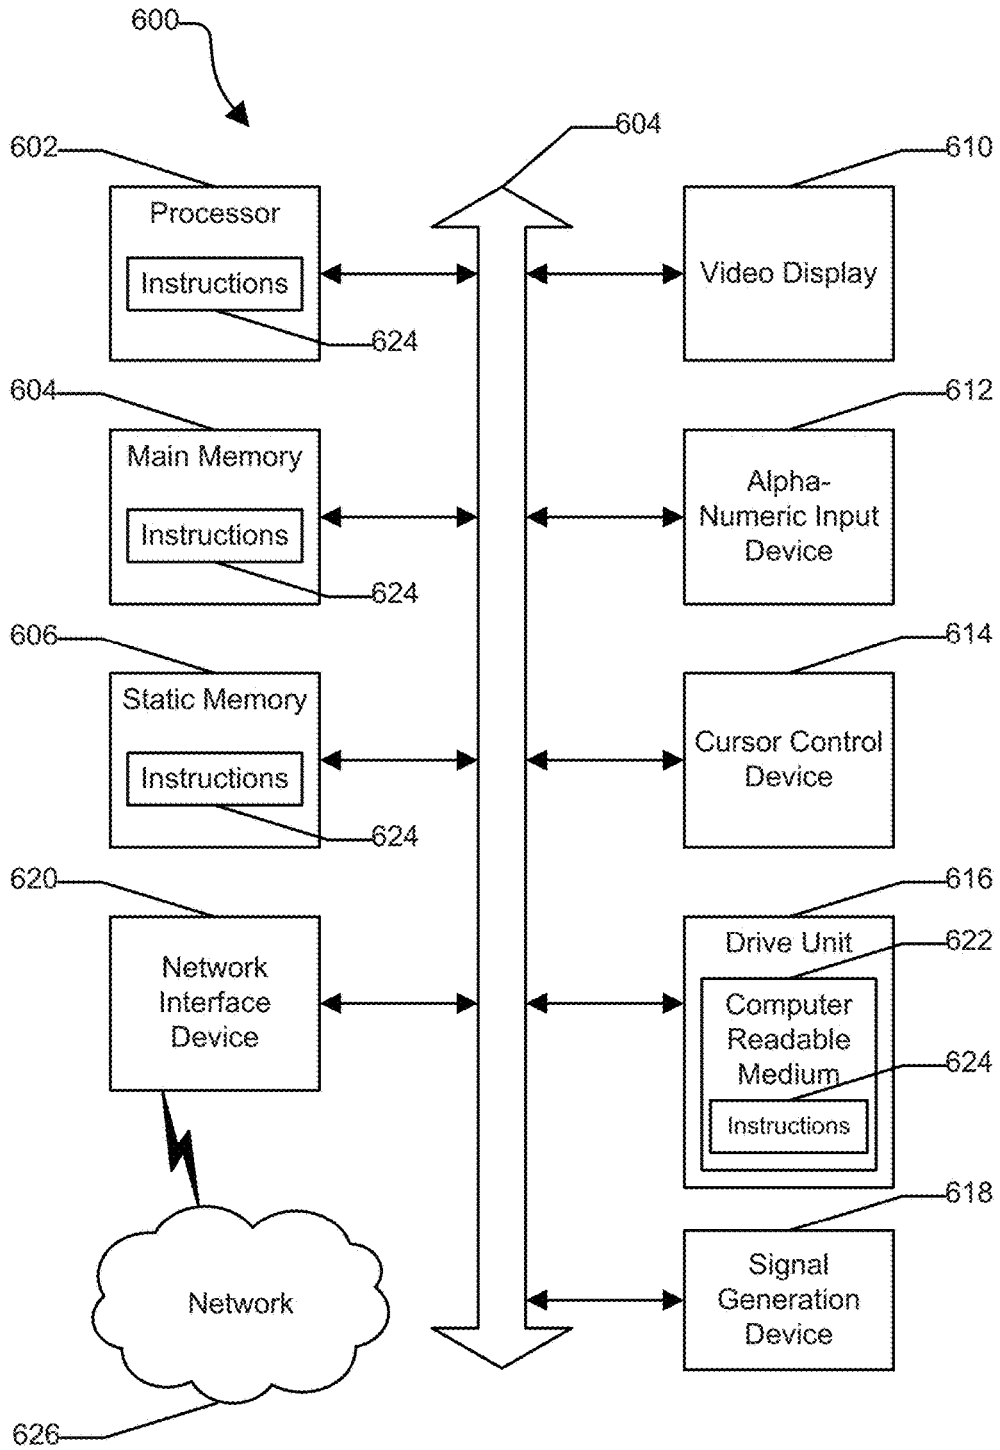 600
602
Processor
Instructions
624
604
Main Memory
Instructions
624
606
Static Memory
Instructions
624
620
Network
Interface
Device
Network
626
604
610
Video Display
612
Alpha-
Numeric Input
Device
614
Cursor Control
Device
616
Drive Unit
622
Computer
Readable
Medium
624
Instructions
618
Signal
Generation
Device